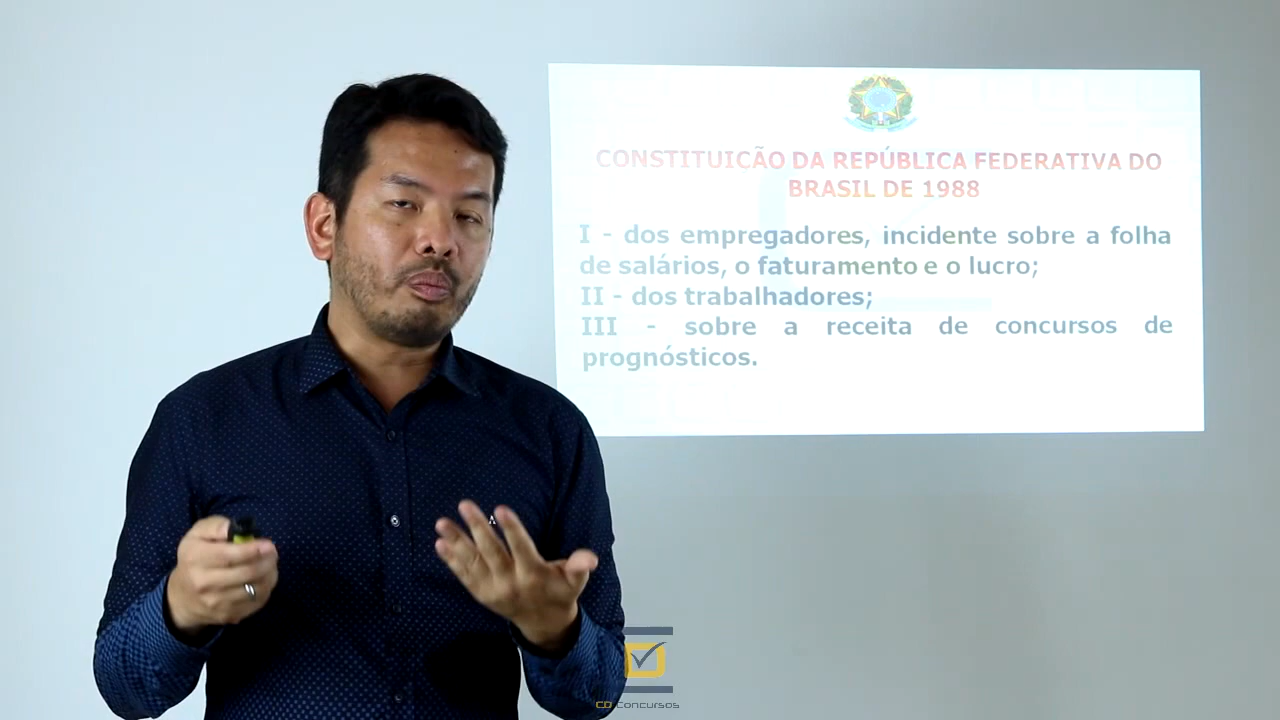 CONSTITUIÇÃO DA REPÚBLICA FEDERATIVA DO
BRASIL DE 1988
I - dos empregadores, incidente sobre a folha
de salários, o faturamento e o lucro;
II - dos trabalhadores;
III - sobre a receita de concursos de
prognósticos.
CD CONCURSOS